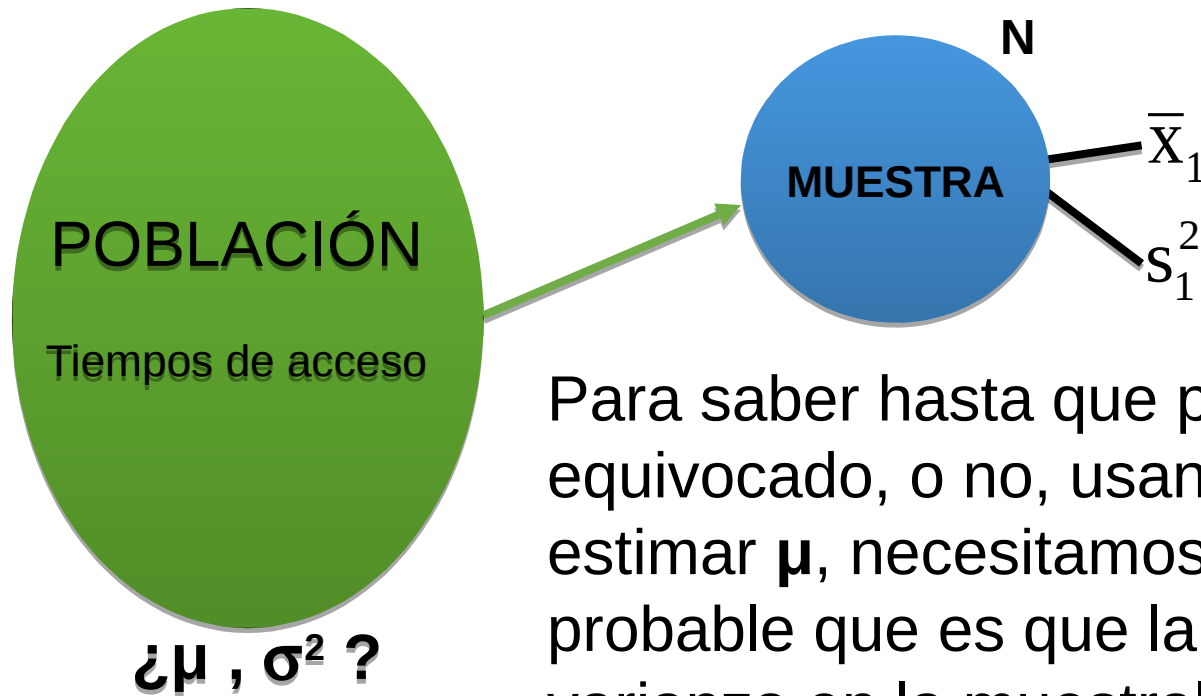 N
x̄₁
MUESTRA
s₁²
POBLACIÓN
Tiempos de acceso
¿μ , σ² ?
Para saber hasta que p
equivocado, o no, usan
estimar μ, necesitamos
probable que es que la